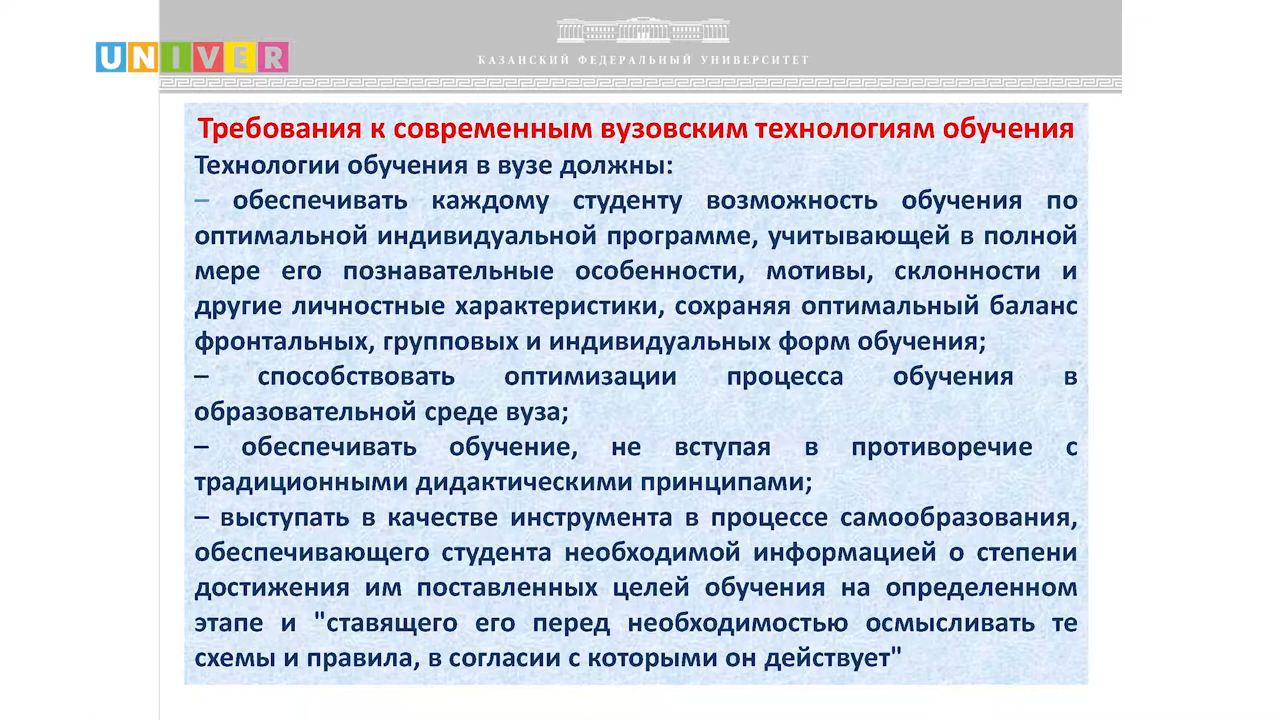 UNIVER
КАЗАНСКИЙ ФЕДЕРАЛЬНЫЙ УНИВЕРСИТЕТ
Требования к современным вузовским технологиям обучения
Технологии обучения в вузе должны:
– обеспечивать каждому студенту возможность обучения по
оптимальной индивидуальной программе, учитывающей в полной
мере его познавательные особенности, мотивы, склонности и
другие личностные характеристики, сохраняя оптимальный баланс
фронтальных, групповых и индивидуальных форм обучения;
– способствовать оптимизации процесса обучения в
образовательной среде вуза;
– обеспечивать обучение, не вступая в противоречие с
традиционными дидактическими принципами;
– выступать в качестве инструмента в процессе самообразования,
обеспечивающего студента необходимой информацией о степени
достижения им поставленных целей обучения на определенном
этапе и "ставящего его перед необходимостью осмысливать те
схемы и правила, в согласии с которыми он действует"